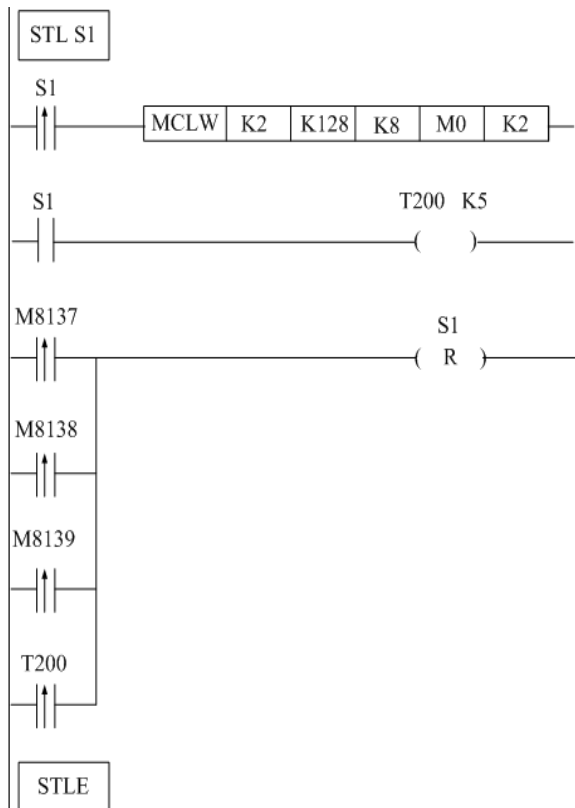 STL S1
S1
MCLW K2 K128 K8 M0 K2
S1
T200 K5
M8137
S1
R
M8138
M8139
T200
STLE